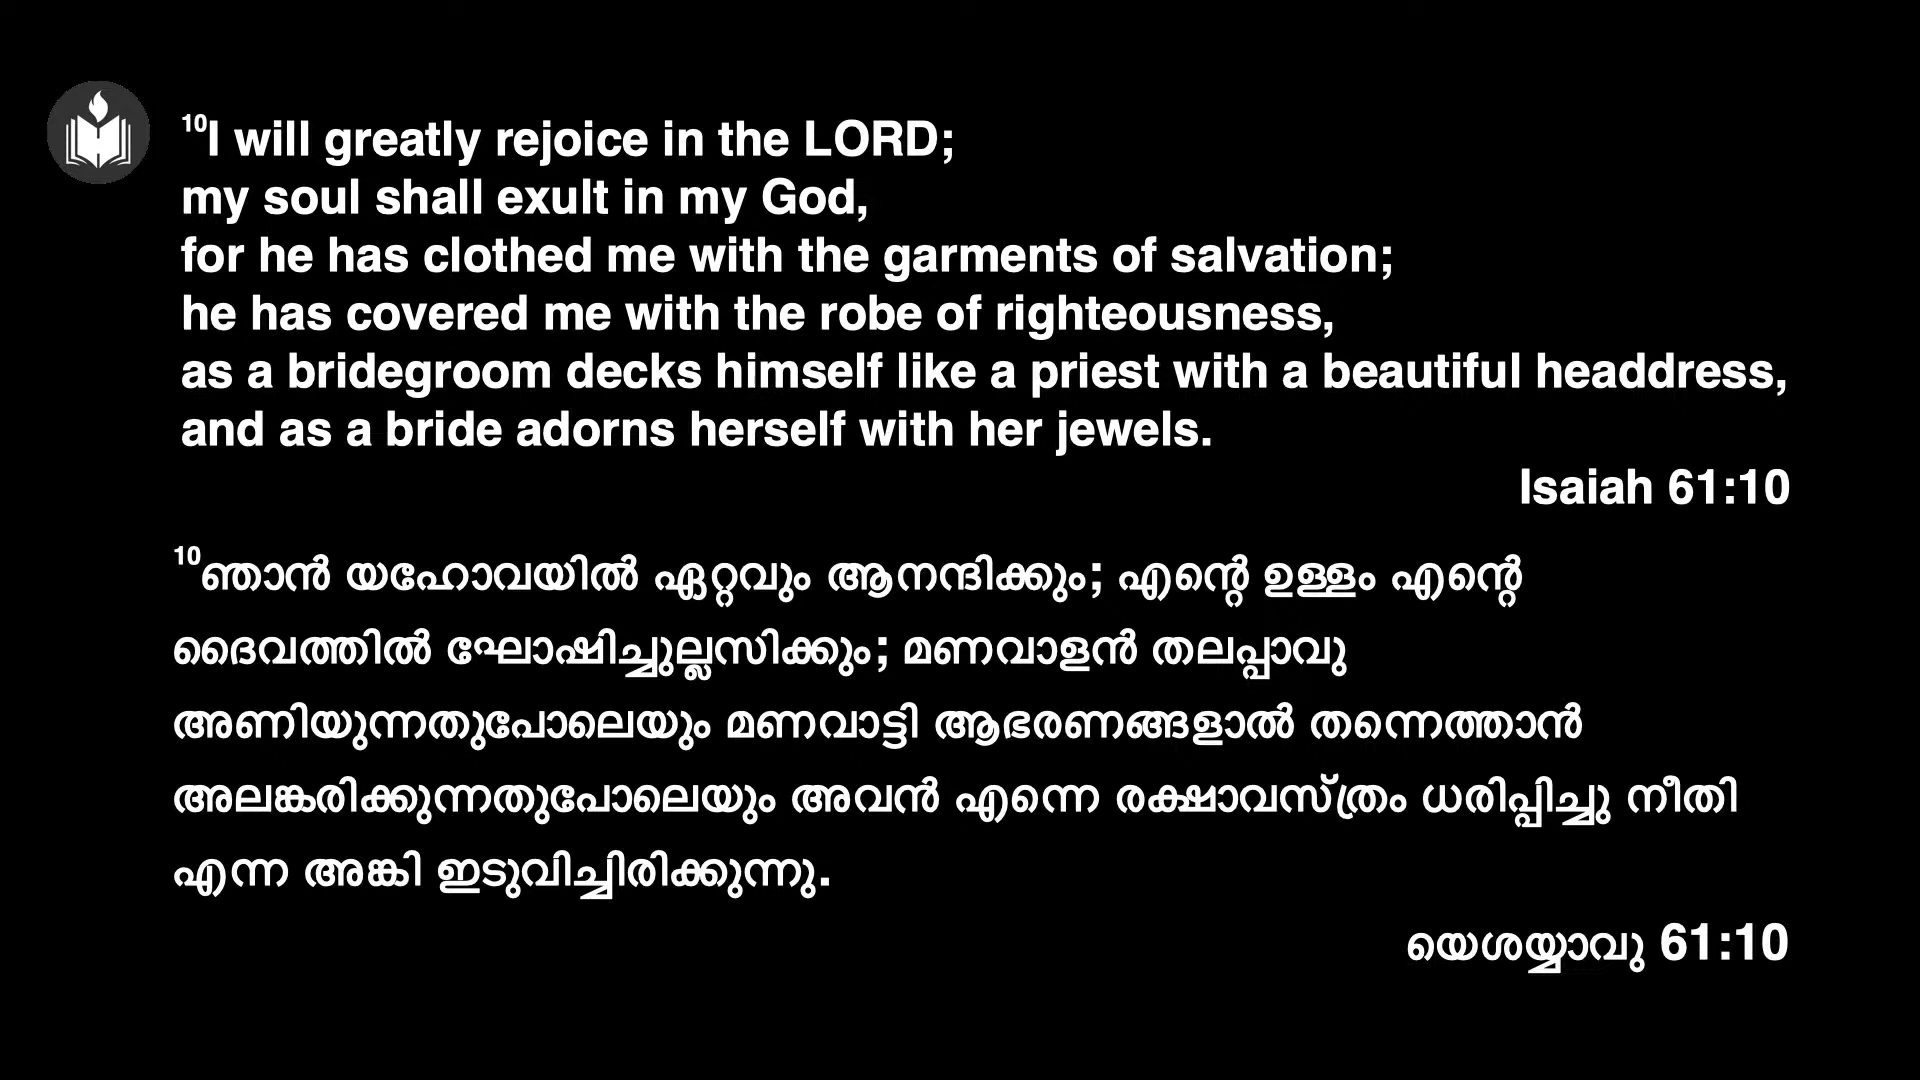 10I will greatly rejoice in the LORD;
my soul shall exult in my God,
for he has clothed me with the garments of salvation;
he has covered me with the robe of righteousness,
as a bridegroom decks himself like a priest with a beautiful headdress,
and as a bride adorns herself with her jewels.
Isaiah 61:10
10ഞാൻ യഹോവയിൽ ഏറ്റവും ആനന്ദിക്കും; എന്റെ ഉള്ളം എന്റെ
ദൈവത്തിൽ ഘോഷിച്ചുല്ലസിക്കും; മണവാളൻ തലപ്പാവു
അണിയുന്നതുപോലെയും മണവാട്ടി ആഭരണങ്ങളാൽ തന്നെത്താൻ
അലങ്കരിക്കുന്നതുപോലെയും അവൻ എന്നെ രക്ഷാവസ്ത്രം ധരിപ്പിച്ചു നീതി
എന്ന അങ്കി ഇടുവിച്ചിരിക്കുന്നു.
യെശയ്യാവു 61:10